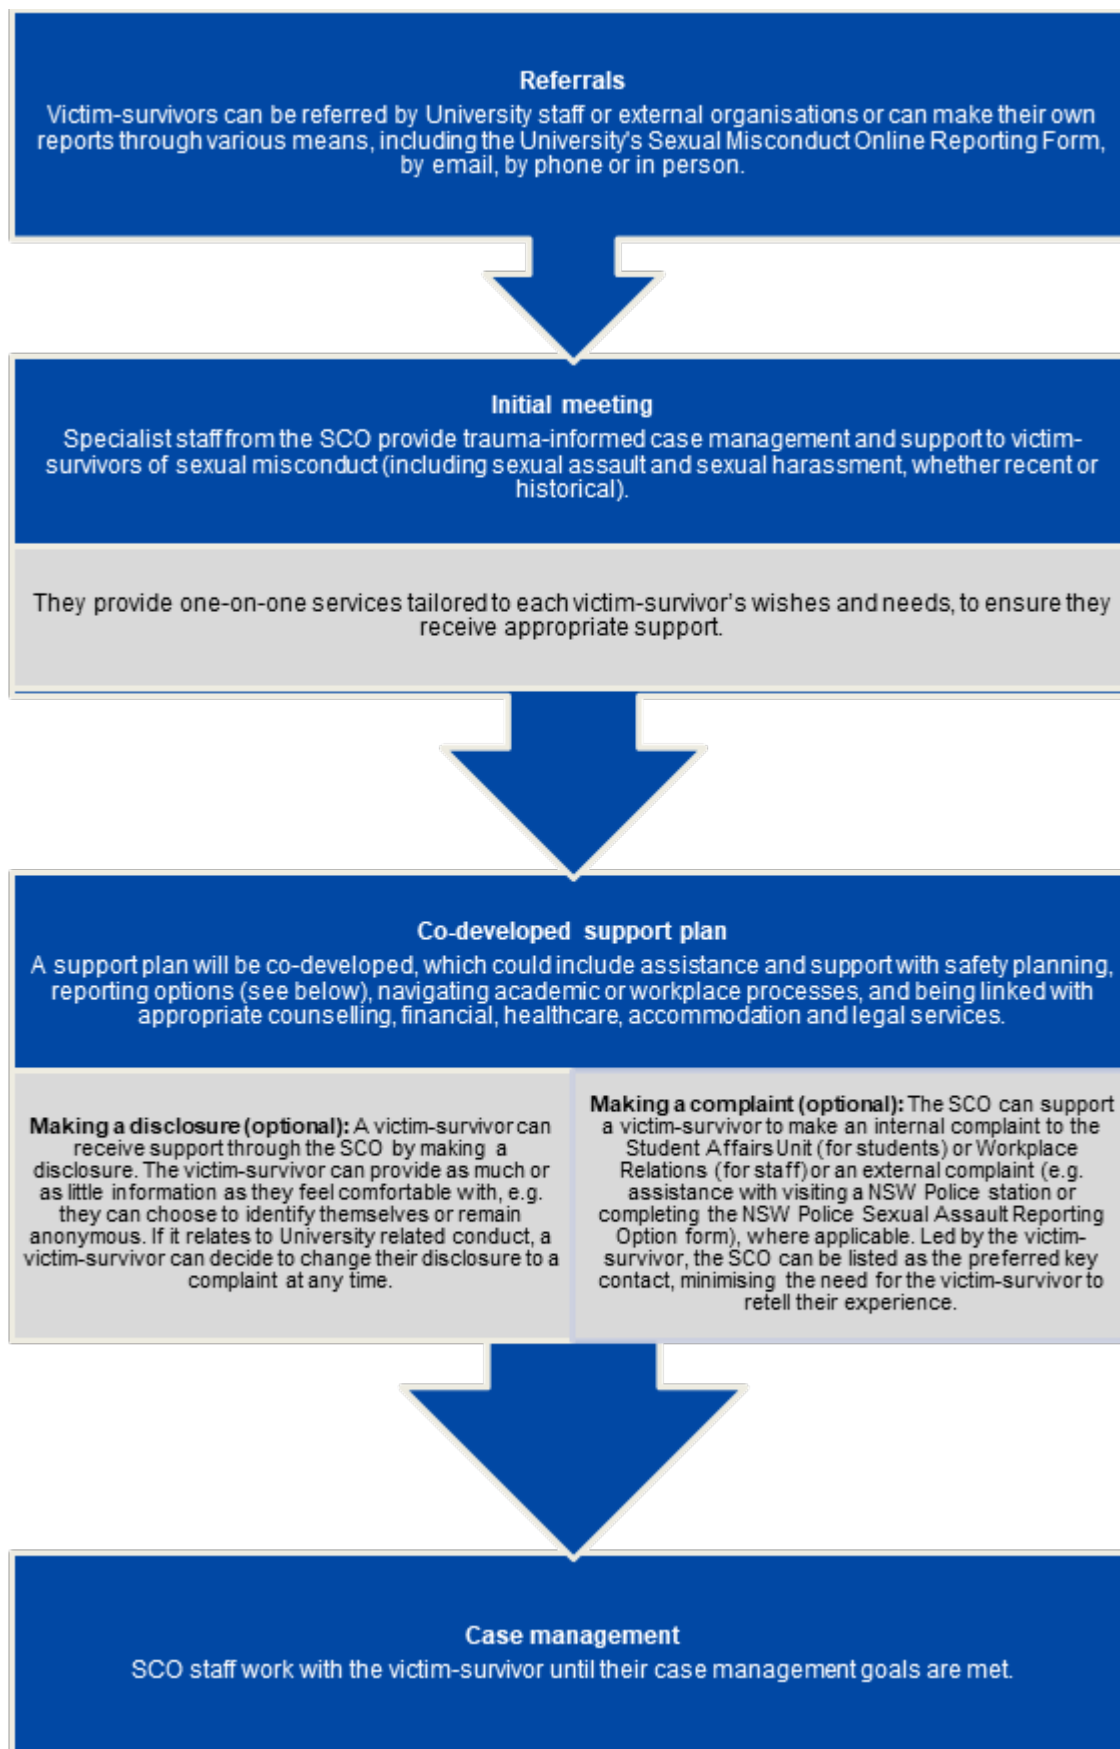 Referrals
Victim-survivors can be referred by University staff or external organisations or can make their own
reports through various means, including the University's Sexual Misconduct Online Reporting Form,
by email, by phone or in person.
Initial meeting
Specialist staff from the SCO provide trauma-informed case management and support to victim-
survivors of sexual misconduct (including sexual assault and sexual harassment, whether recent or
historical).
They provide one-on-one services tailored to each victim-survivor's wishes and needs, to ensure they
receive appropriate support.
Co-developed support plan
A support plan will be co-developed, which could include assistance and support with safety planning,
reporting options (see below), navigating academic or workplace processes, and being linked with
appropriate counselling, financial, healthcare, accommodation and legal services.
Making a disclosure (optional): A victim-survivor can
receive support through the SCO by making a
disclosure. The victim-survivor can provide as much or
as little information as they feel comfortable with, e.g.
they can choose to identify themselves or remain
anonymous. If it relates to University related conduct, a
victim-survivor can decide to change their disclosure to a
complaint at any time.
Making a complaint (optional): The SCO can support
a victim-survivor to make an internal complaint to the
Student Affairs Unit (for students) or Workplace
Relations (for staff) or an external complaint (e.g.
assistance with visiting a NSW Police station or
completing the NSW Police Sexual Assault Reporting
Option form), where applicable. Led by the victim-
survivor, the SCO can be listed as the preferred key
contact, minimising the need for the victim-survivor to
retell their experience.
Case management
SCO staff work with the victim-survivor until their case management goals are met.